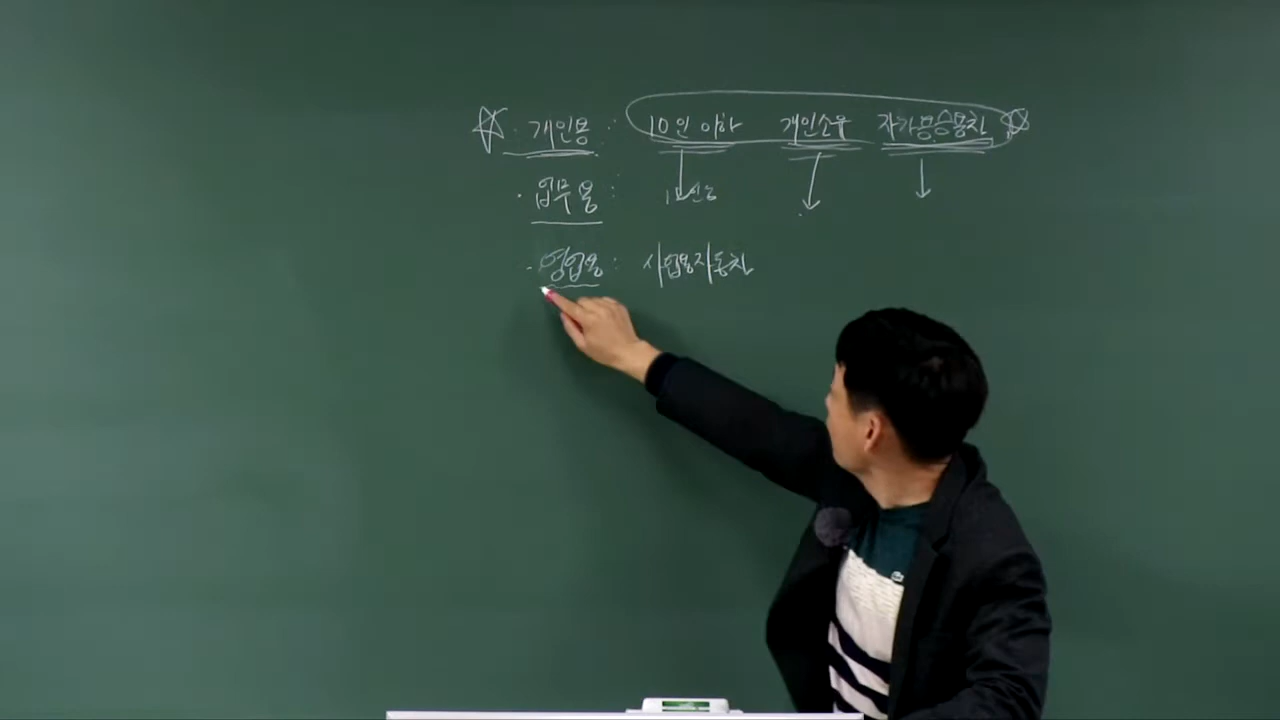 ☆ · 개인용 : 10인 이하 개인소유 자가용승용차 ☆
· 업무용 :
· 영업용 : 사업용자동차